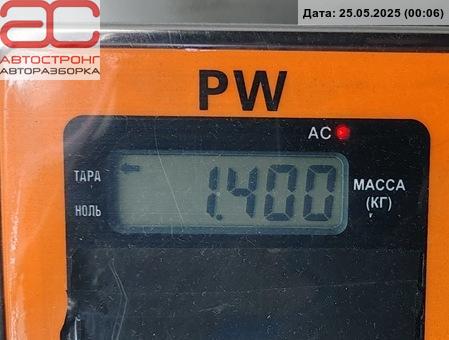 Дата: 25.05.2025 (00:06)
АС
АВТОСТРОНГ
АВТОРАЗБОРКА
PW
AC
ТАРА
1.400
МАССА
(КГ)
НОЛЬ